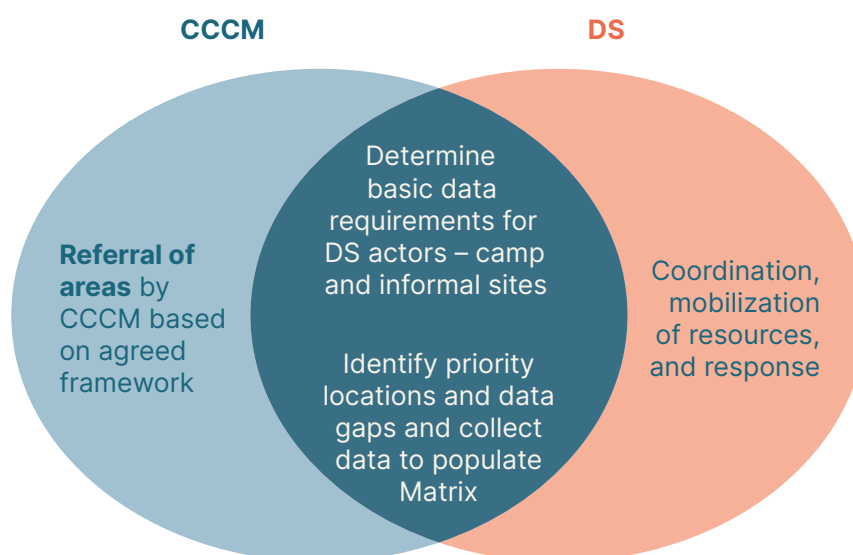 CCCM
DS
Referral of
areas by
CCCM based
on agreed
framework
Determine
basic data
requirements for
DS actors – camp
and informal sites
Identify priority
locations and data
gaps and collect
data to populate
Matrix
Coordination,
mobilization
of resources,
and response